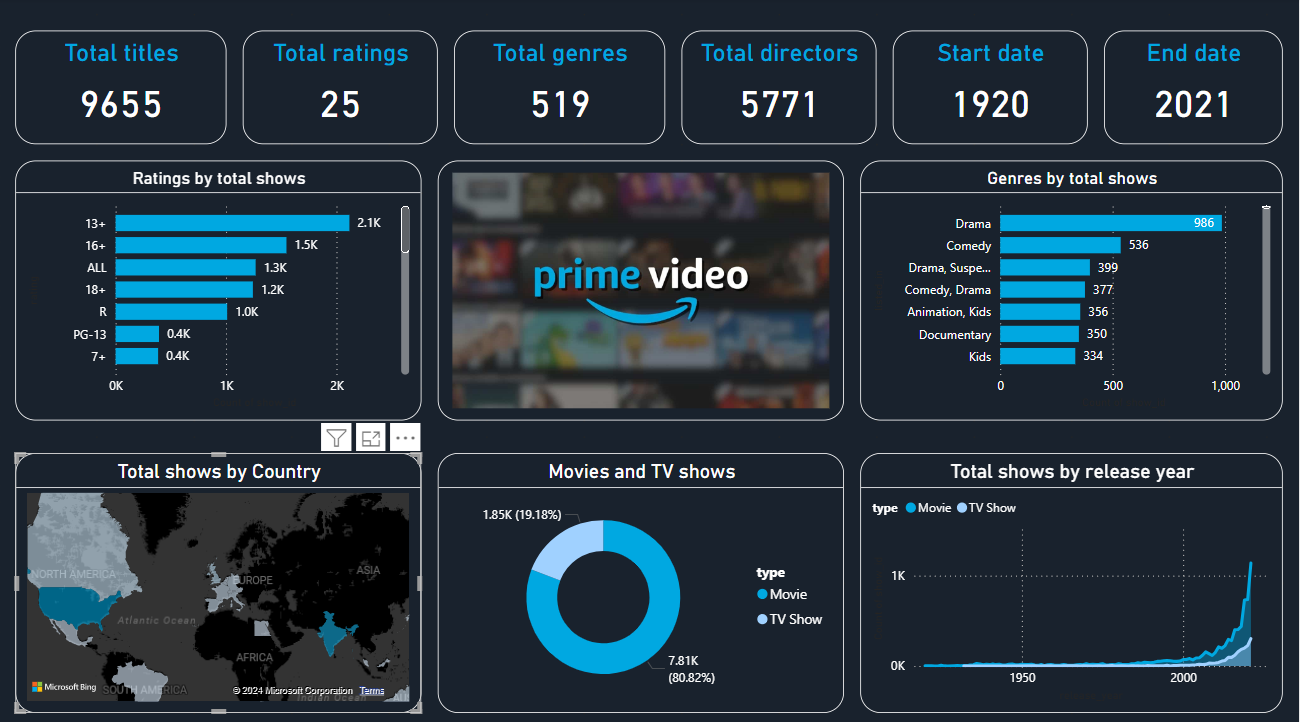 Total titles
9655
Total ratings
25
Total genres
519
Total directors
5771
Start date
1920
End date
2021
Ratings by total shows
13+ 2.1K
16+ 1.5K
ALL 1.3K
18+ 1.2K
R 1.0K
PG-13 0.4K
7+ 0.4K
0K 1K 2K
prime video
Genres by total shows
Drama 986
Comedy 536
Drama, Suspe... 399
Comedy, Drama 377
Animation, Kids 356
Documentary 350
Kids 334
0 500 1,000
Total shows by Country
NORTH AMERICA
EUROPE
ASIA
Atlantic Ocean
AFRICA
SOUTH AMERICA
Indian Ocean
AU
Microsoft Bing
© 2024 Microsoft Corporation Terms
Movies and TV shows
1.85K (19.18%)
7.81K
(80.82%)
type
Movie
TV Show
Total shows by release year
type Movie TV Show
1K
0K
1950 2000